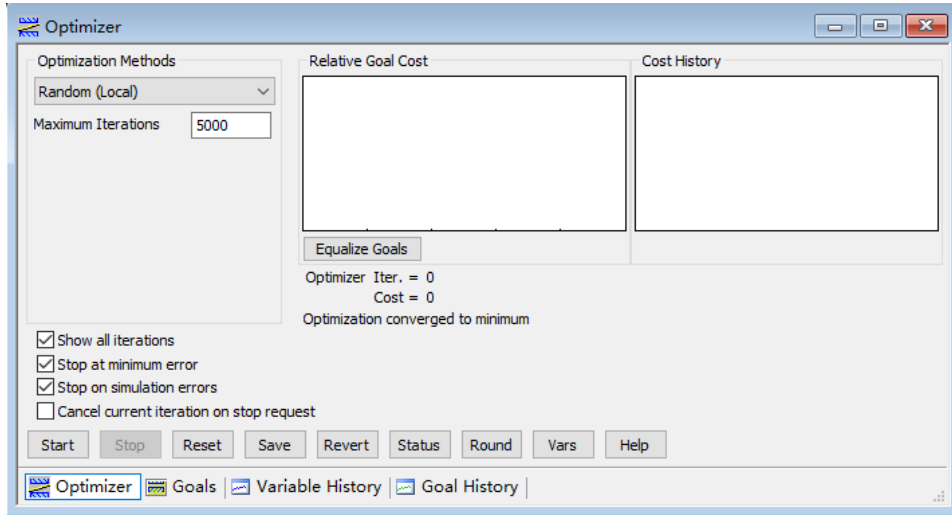 Optimizer
Optimization Methods
Random (Local)
Maximum Iterations 5000
Relative Goal Cost
Cost History
Equalize Goals
Optimizer Iter. = 0
Cost = 0
Optimization converged to minimum
Show all iterations
Stop at minimum error
Stop on simulation errors
Cancel current iteration on stop request
Start Stop Reset Save Revert Status Round Vars Help
Optimizer Goals Variable History Goal History